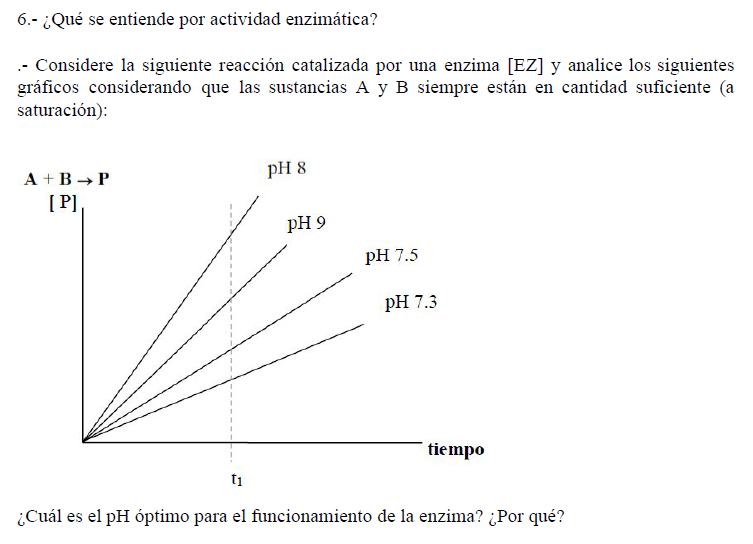 6.- ¿Qué se entiende por actividad enzimática?
.- Considere la siguiente reacción catalizada por una enzima [EZ] y analice los siguientes
gráficos considerando que las sustancias A y B siempre están en cantidad suficiente (a
saturación):
pH 8
A + B → P
[ P]
pH 9
pH 7.5
pH 7.3
tiempo
t1
¿Cuál es el pH óptimo para el funcionamiento de la enzima? ¿Por qué?